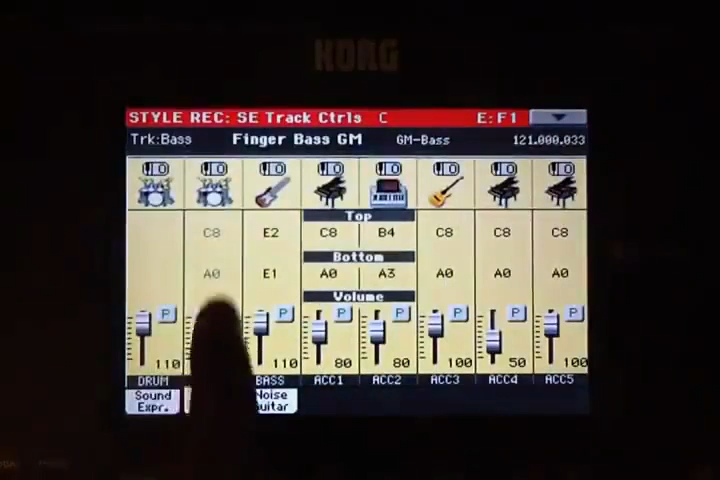 KORG
STYLE REC: SE Track Ctrls C E: F1
Trk:Bass Finger Bass GM GM-Bass 121.000.033
Top
C8 E2 C8 B4 C8 C8 C8
Bottom
A0 E1 A0 A3 A0 A0 A0
Volume
P P P P P P P
110 110 80 80 100 50 100
DRUM BASS ACC1 ACC2 ACC3 ACC4 ACC5
Sound
Expr.
Noise